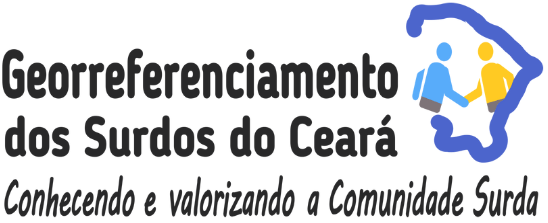 Georreferenciamento
dos Surdos do Ceará
Conhecendo e valorizando a Comunidade Surda